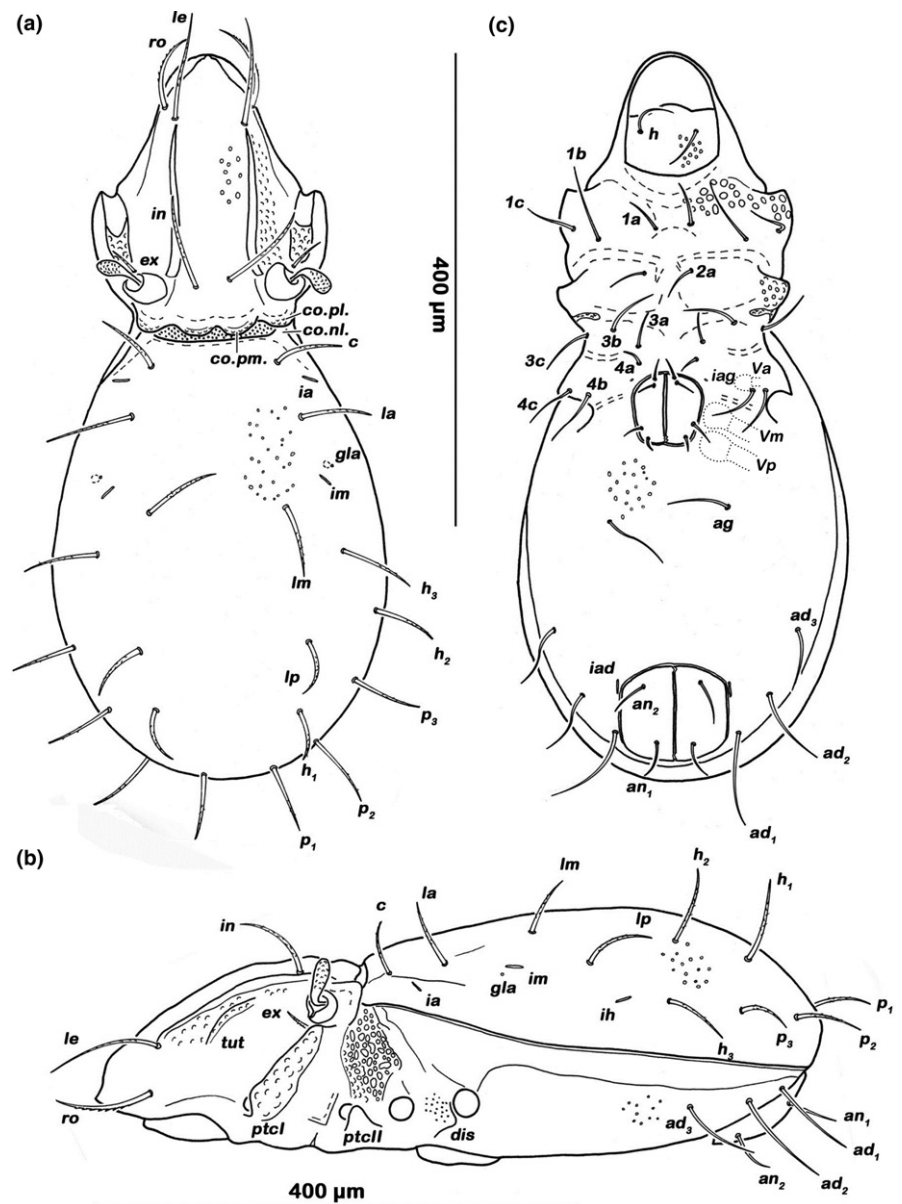 (a)
le
ro
in
ex
co.pl.
co.nl.
co.pm.
c
ia
la
gla
im
lm
h3
h2
lp
p3
h1
p2
p1
400 µm
(c)
h
1b
1c
1a
2a
3a
3b
3c
4a
4b
4c
iag
Va
Vm
Vp
ag
ad3
iad
an2
ad2
an1
ad1
(b)
in
c
la
lm
h2
h1
lp
gla
im
ia
ih
ex
tut
le
ro
ptcI
ptcII
dis
h3
p3
p1
p2
ad3
an1
ad1
an2
ad2
400 µm